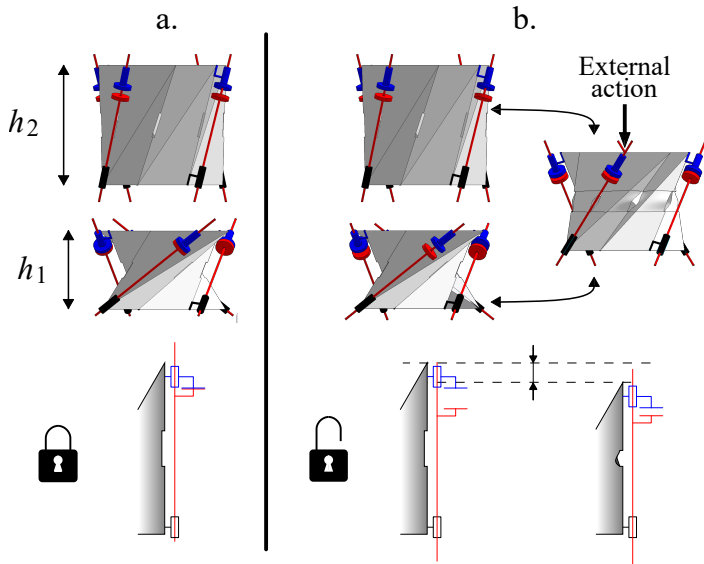 a.
b.
External
action
h2
h1